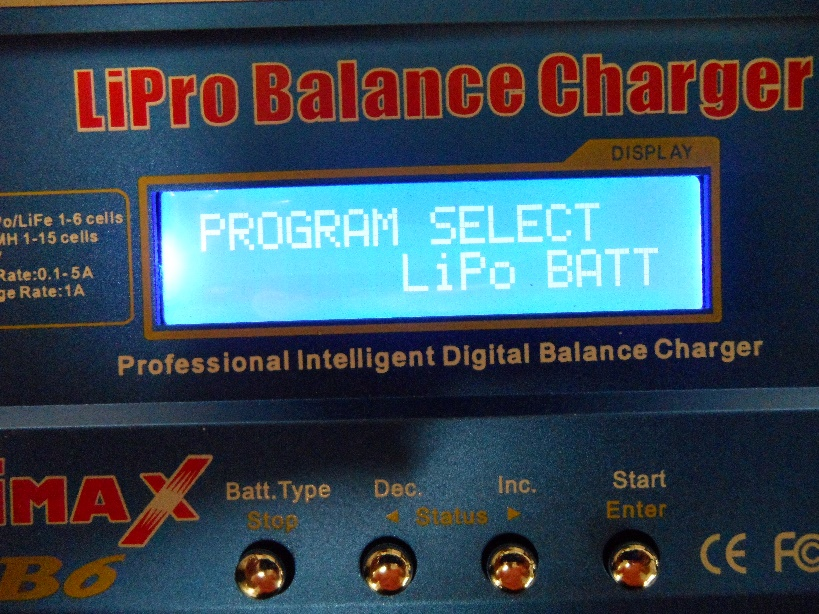 LiPro Balance Charger
DISPLAY
PROGRAM SELECT
LiPo BATT
Po/LiFe 1-6 cells
MH 1-15 cells
Rate:0.1-5A
ge Rate:1A
Professional Intelligent Digital Balance Charger
iMAX
B6
Batt.Type
Stop
Dec.
Inc.
◄ Status ►
Start
Enter
CE FC